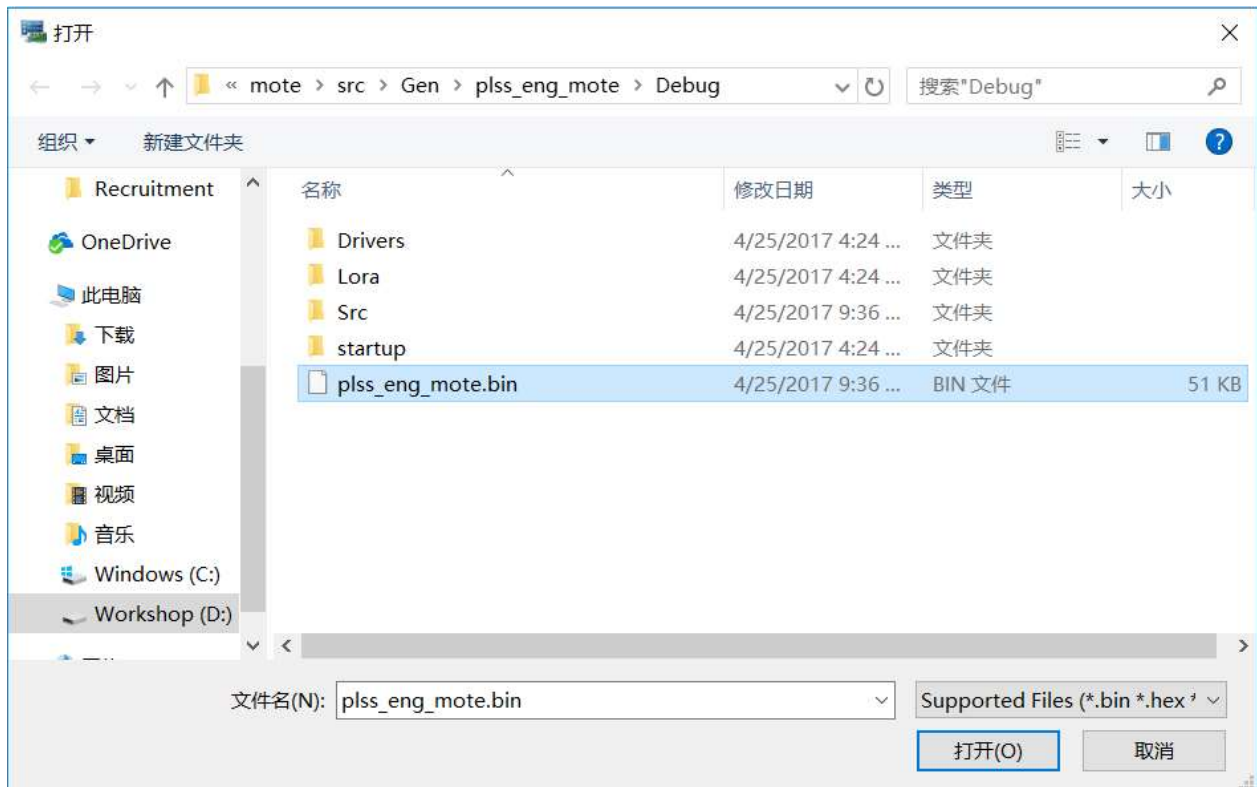 打开
« mote > src > Gen > plss_eng_mote > Debug
搜索"Debug"
组织 新建文件夹
Recruitment
OneDrive
此电脑
下载
图片
文档
桌面
视频
音乐
Windows (C:)
Workshop (D:)
名称 修改日期 类型 大小
Drivers 4/25/2017 4:24 ... 文件夹
Lora 4/25/2017 4:24 ... 文件夹
Src 4/25/2017 9:36 ... 文件夹
startup 4/25/2017 4:24 ... 文件夹
plss_eng_mote.bin 4/25/2017 9:36 ... BIN 文件 51 KB
文件名(N): plss_eng_mote.bin
Supported Files (*.bin *.hex *
打开(O) 取消